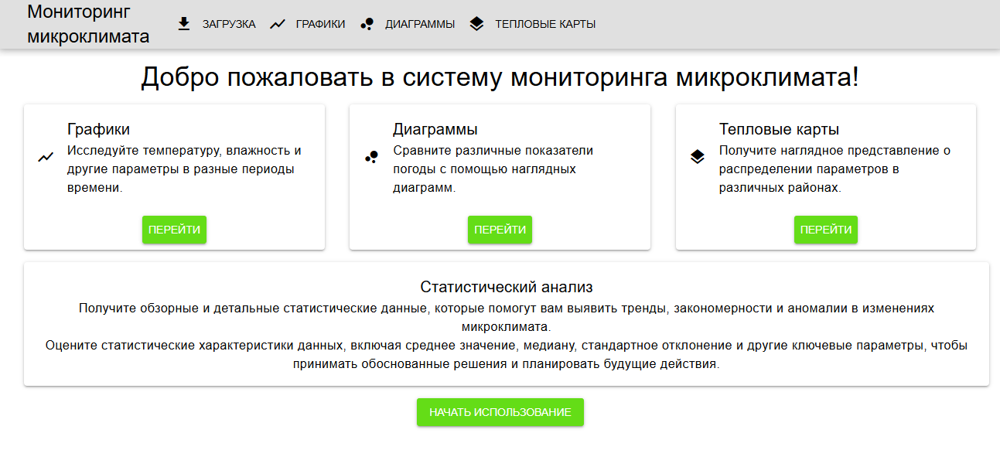 Мониторинг
микроклимата
ЗАГРУЗКА
ГРАФИКИ
ДИАГРАММЫ
ТЕПЛОВЫЕ КАРТЫ
Добро пожаловать в систему мониторинга микроклимата!
Графики
Исследуйте температуру, влажность и
другие параметры в разные периоды
времени.
ПЕРЕЙТИ
Диаграммы
Сравните различные показатели
погоды с помощью наглядных
диаграмм.
ПЕРЕЙТИ
Тепловые карты
Получите наглядное представление о
распределении параметров в
различных районах.
ПЕРЕЙТИ
Статистический анализ
Получите обзорные и детальные статистические данные, которые помогут вам выявить тренды, закономерности и аномалии в изменениях
микроклимата.
Оцените статистические характеристики данных, включая среднее значение, медиану, стандартное отклонение и другие ключевые параметры, чтобы
принимать обоснованные решения и планировать будущие действия.
НАЧАТЬ ИСПОЛЬЗОВАНИЕ